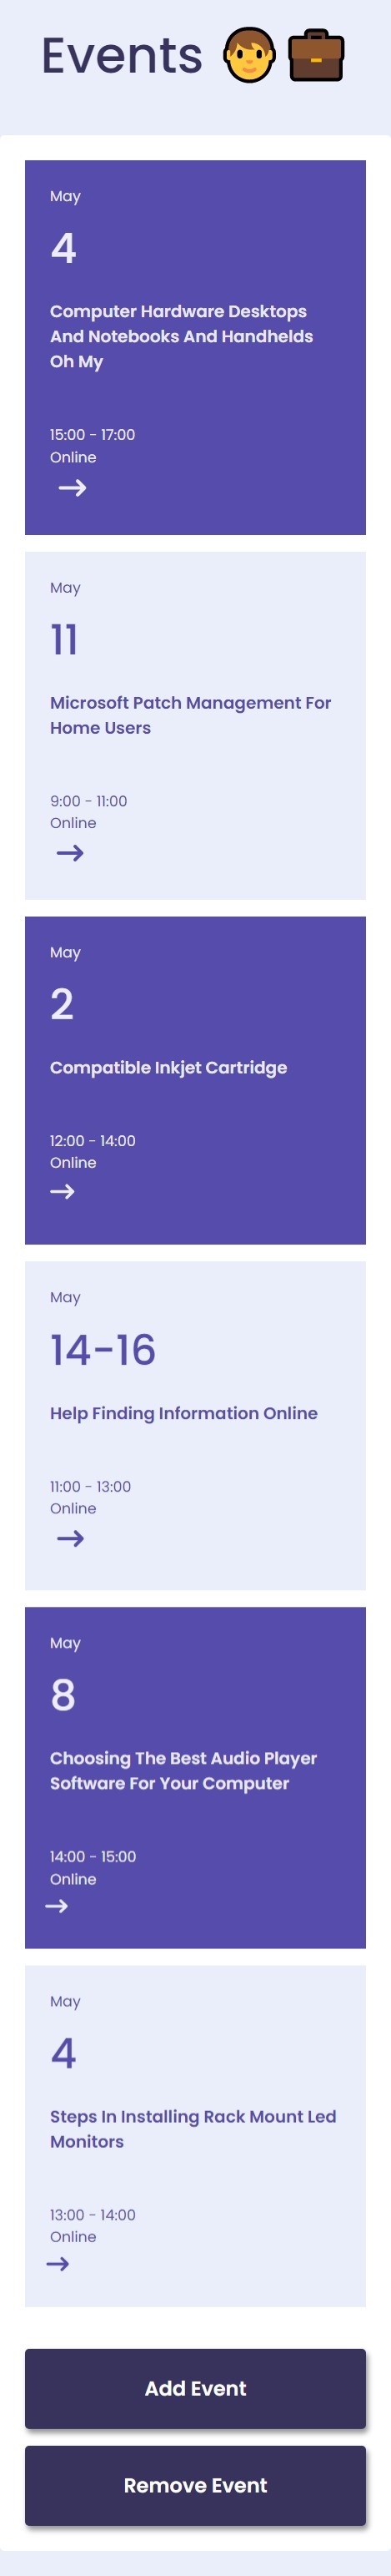 Events
May
4
Computer Hardware Desktops
And Notebooks And Handhelds
Oh My
15:00 - 17:00
Online
May
11
Microsoft Patch Management For
Home Users
9:00 - 11:00
Online
May
2
Compatible Inkjet Cartridge
12:00 - 14:00
Online
May
14-16
Help Finding Information Online
11:00 - 13:00
Online
May
8
Choosing The Best Audio Player
Software For Your Computer
14:00 - 15:00
Online
May
4
Steps In Installing Rack Mount Led
Monitors
13:00 - 14:00
Online
Add Event
Remove Event